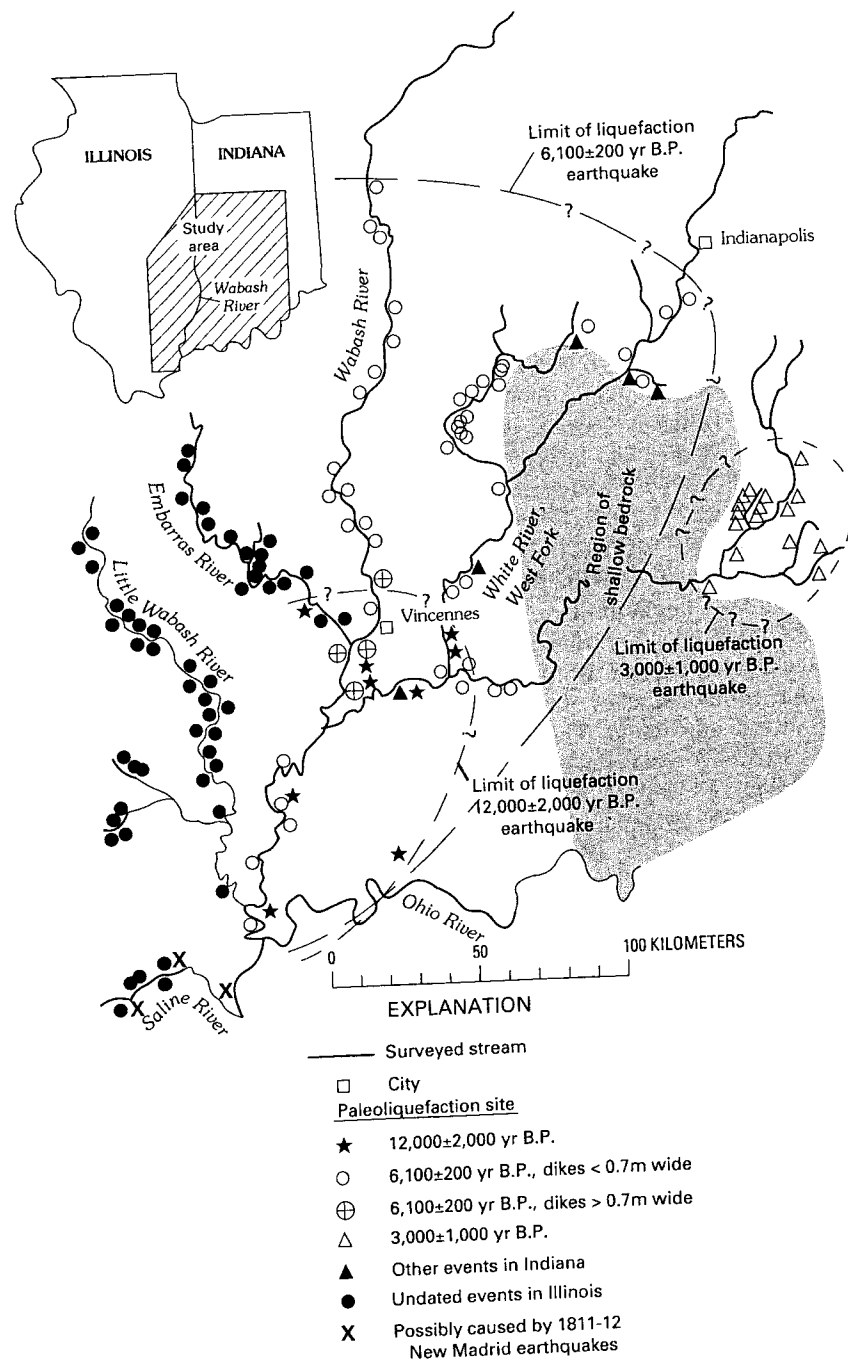 ILLINOIS
INDIANA
Study
area
Wabash
River
Limit of liquefaction
6,100±200 yr B.P.
earthquake
?
?
?
?
Indianapolis
Wabash River
Embarras
River
Little Wabash River
White River,
West Fork
Region of
shallow bedrock
?
?
?
?
?
?
?
?
Vincennes
Limit of liquefaction
3,000±1,000 yr B.P.
earthquake
?
Limit of liquefaction
12,000±2,000 yr B.P.
earthquake
Ohio River
X
X
X
Saline River
0
50
100 KILOMETERS
EXPLANATION
Surveyed stream
City
Paleoliquefaction site
12,000±2,000 yr B.P.
6,100±200 yr B.P., dikes < 0.7m wide
6,100±200 yr B.P., dikes > 0.7m wide
3,000±1,000 yr B.P.
Other events in Indiana
Undated events in Illinois
X Possibly caused by 1811-12
New Madrid earthquakes